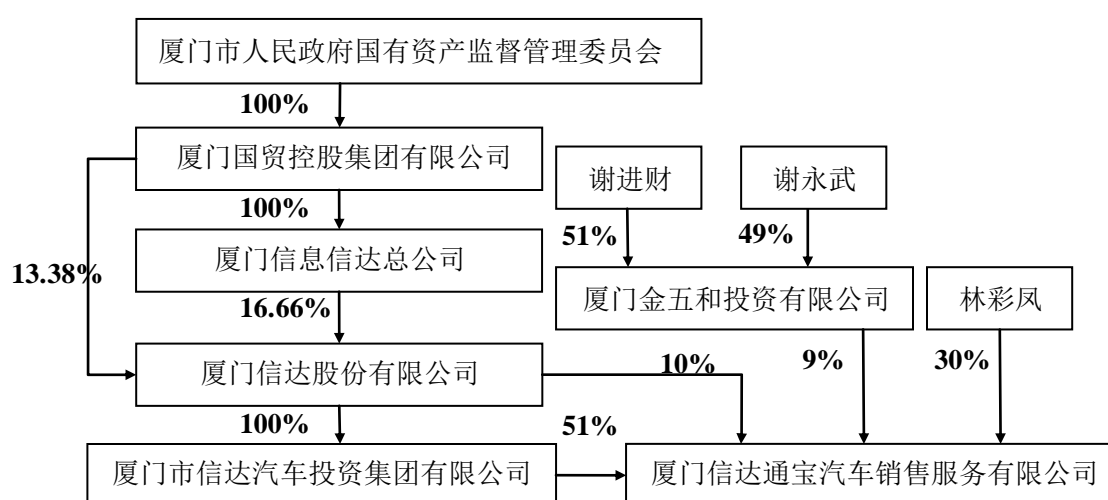 厦门市人民政府国有资产监督管理委员会
100%
厦门国贸控股集团有限公司
谢进财
谢永武
100%
51%
49%
厦门信息信达总公司
13.38%
厦门金五和投资有限公司
林彩凤
16.66%
厦门信达股份有限公司
10%
9%
30%
100%
51%
厦门市信达汽车投资集团有限公司
厦门信达通宝汽车销售服务有限公司